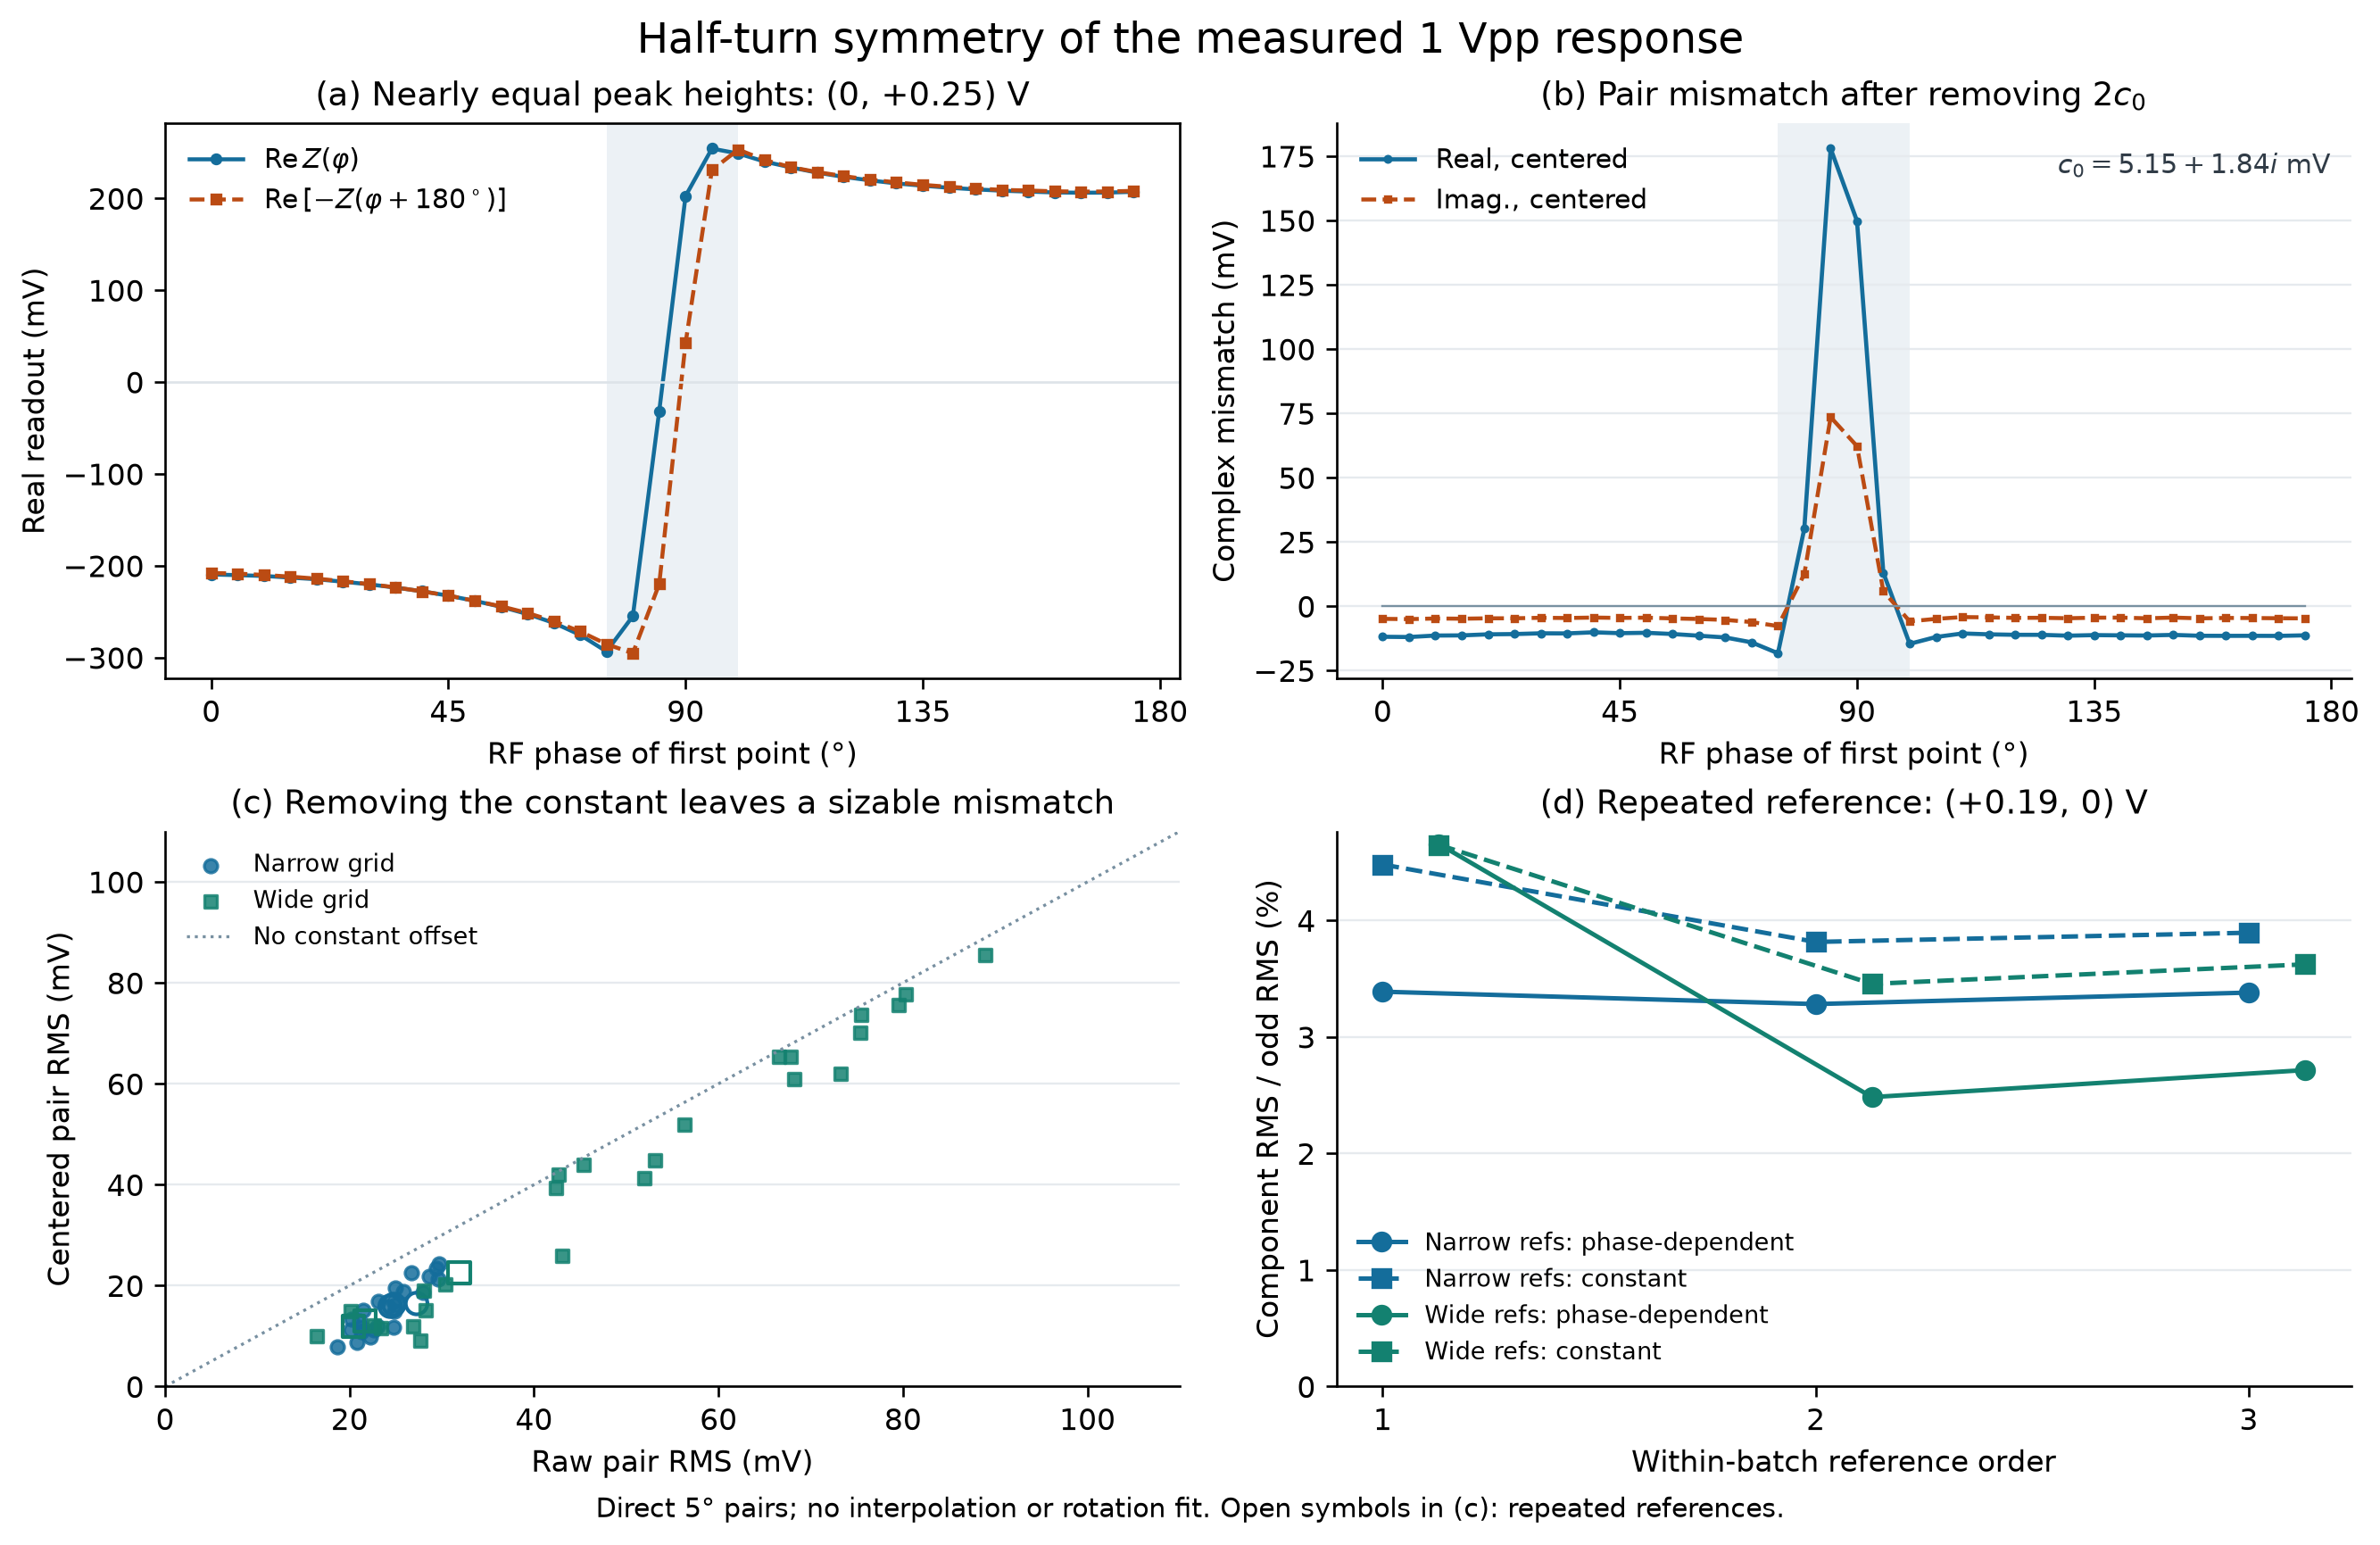 Half-turn symmetry of the measured 1 Vpp response
(a) Nearly equal peak heights: (0, +0.25) V
Re Z(φ)
Re [−Z(φ + 180°)]
Real readout (mV)
200
100
0
−100
−200
−300
0
45
90
135
180
RF phase of first point (°)
(b) Pair mismatch after removing 2c₀
Real, centered
Imag., centered
c₀ = 5.15 + 1.84i mV
Complex mismatch (mV)
175
150
125
100
75
50
25
0
−25
0
45
90
135
180
RF phase of first point (°)
(c) Removing the constant leaves a sizable mismatch
Narrow grid
Wide grid
No constant offset
Centered pair RMS (mV)
100
80
60
40
20
0
0
20
40
60
80
100
Raw pair RMS (mV)
(d) Repeated reference: (+0.19, 0) V
Component RMS / odd RMS (%)
4
3
2
1
0
Narrow refs: phase-dependent
Narrow refs: constant
Wide refs: phase-dependent
Wide refs: constant
1
2
3
Within-batch reference order
Direct 5° pairs; no interpolation or rotation fit. Open symbols in (c): repeated references.